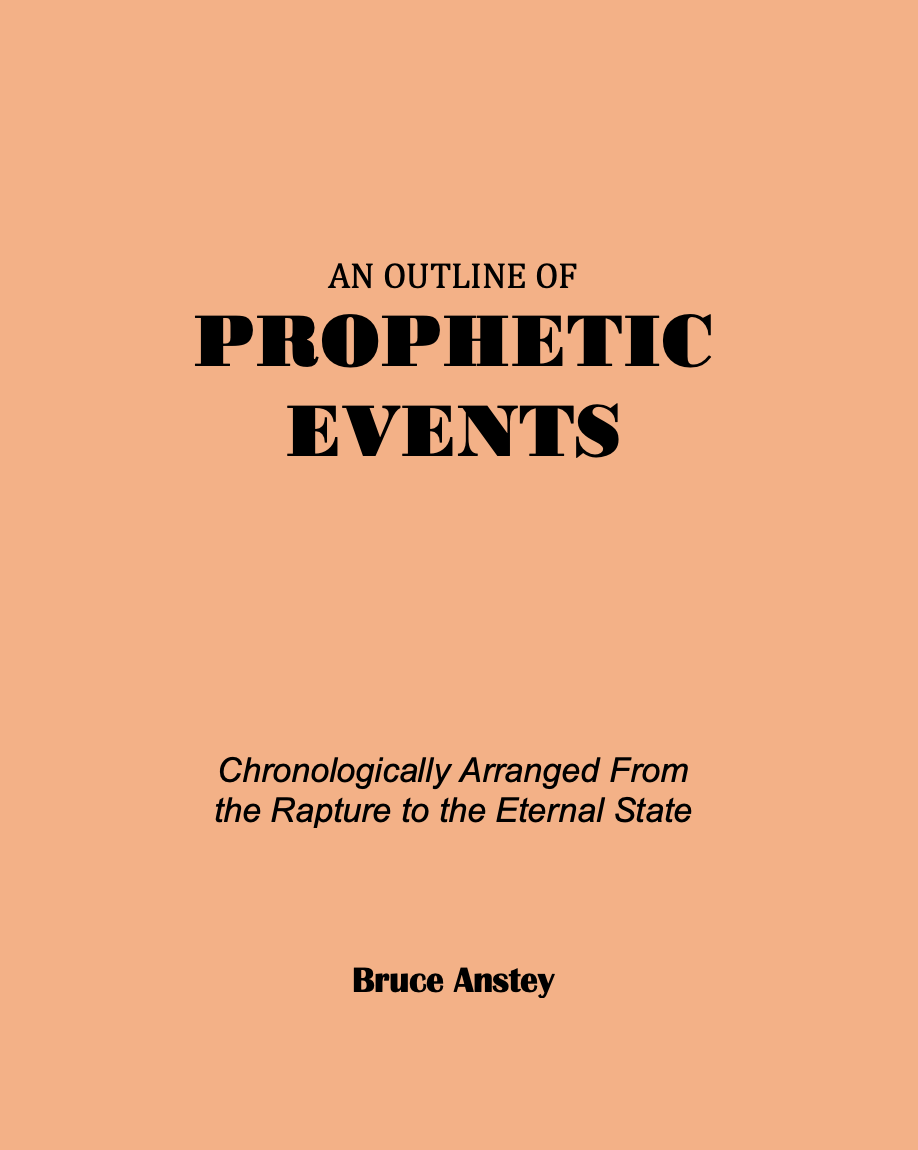 AN OUTLINE OF
PROPHETIC
EVENTS
Chronologically Arranged From
the Rapture to the Eternal State
Bruce Anstey